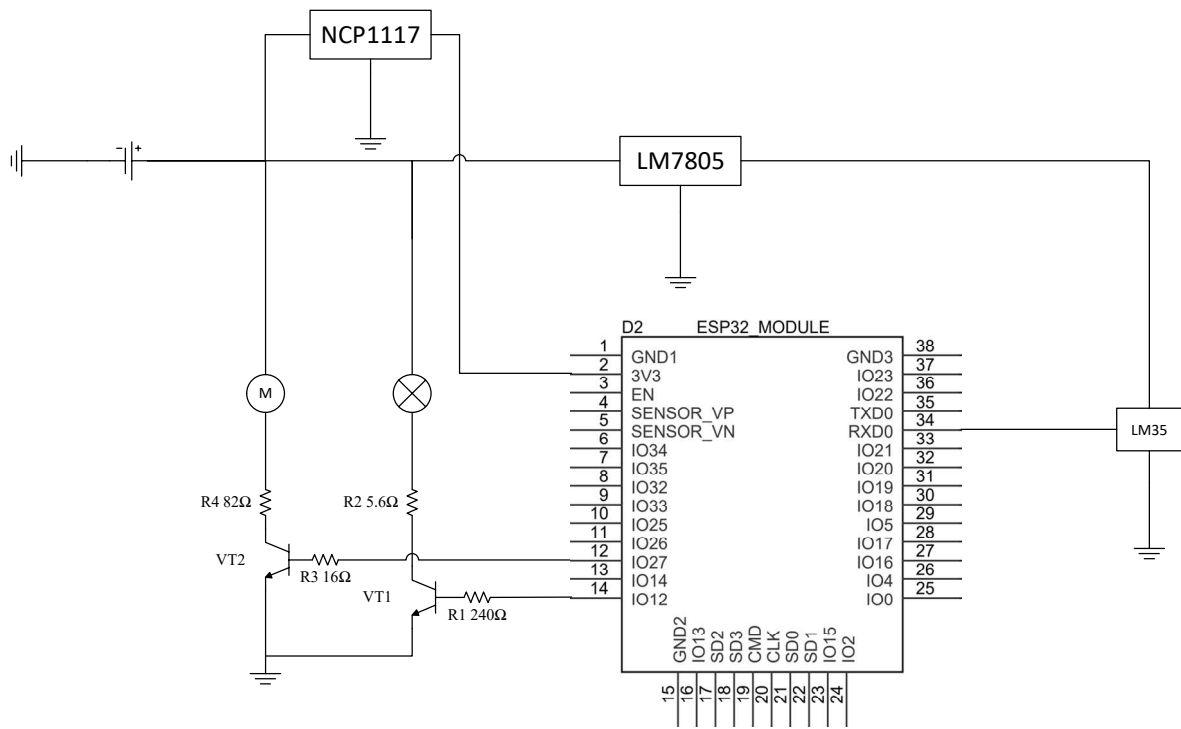 NCP1117
- +
LM7805
D2 ESP32_MODULE
1 GND1
2 3V3
3 EN
4 SENSOR_VP
5 SENSOR_VN
6 IO34
7 IO35
8 IO32
9 IO33
10 IO25
11 IO26
12 IO27
13 IO14
14 IO12
GND3 38
IO23 37
IO22 36
TXD0 35
RXD0 34
IO21 33
IO20 32
IO19 31
IO18 30
IO5 29
IO17 28
IO16 27
IO4 26
IO0 25
GND2 15
IO13 16
SD2 17
SD3 18
CMD 19
CLK 20
SD0 21
SD1 22
IO15 23
IO2 24
LM35
M
R4 82Ω
R2 5.6Ω
VT2
R3 16Ω
VT1
R1 240Ω